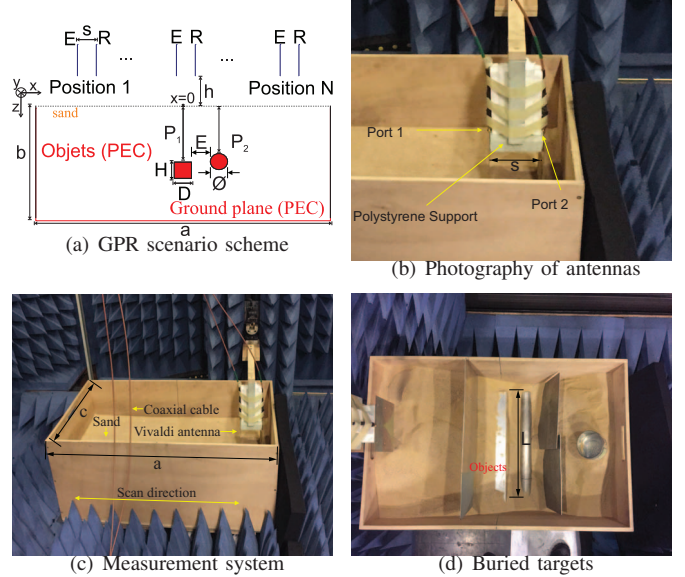 E s R
E R
E R
... ...
Position 1
Position N
h
y x
z
x=0
sand
P1
E
P2
b
Objets (PEC)
H
D
Ø
Ground plane (PEC)
a
(a) GPR scenario scheme
Port 1
s
Port 2
Polystyrene Support
(b) Photography of antennas
c
Coaxial cable
Sand
Vivaldi antenna
a
Scan direction
(c) Measurement system
L
Objects
(d) Buried targets